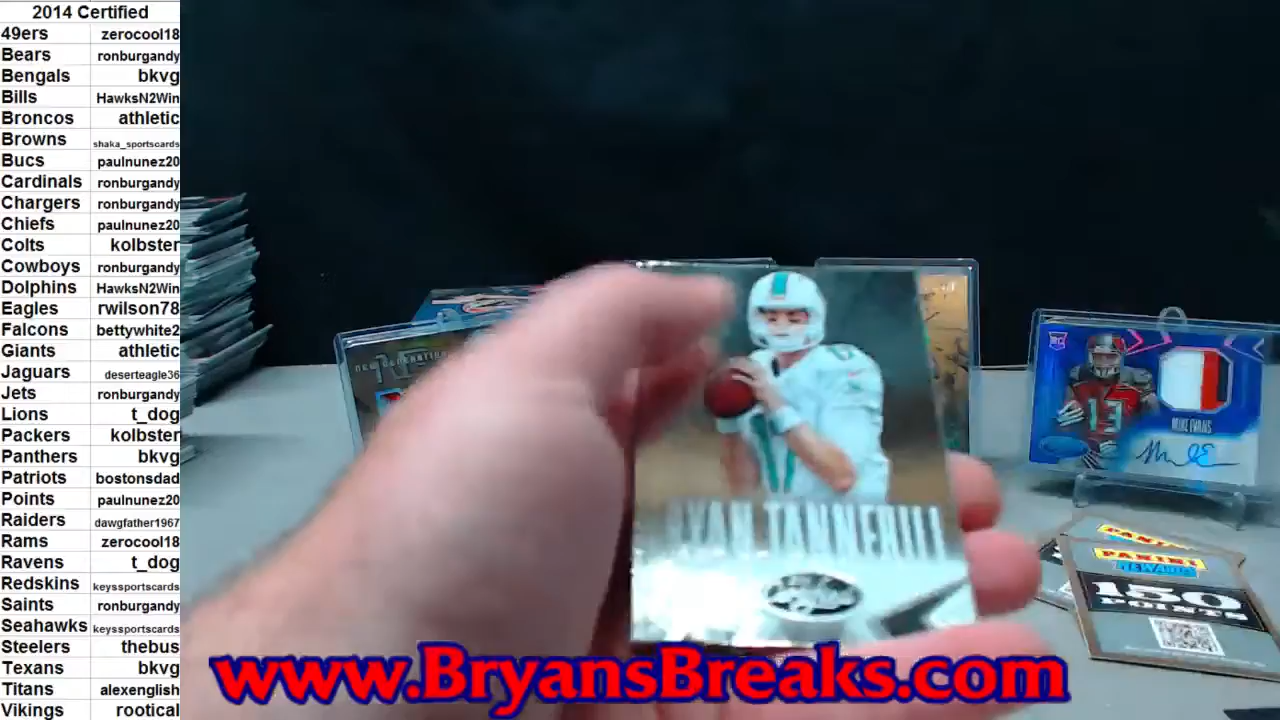 2014 Certified
49ers zerocool18
Bears ronburgandy
Bengals bkvg
Bills HawksN2Win
Broncos athletic
Browns shaka_sportscards
Bucs paulnunez20
Cardinals ronburgandy
Chargers ronburgandy
Chiefs paulnunez20
Colts kolbster
Cowboys ronburgandy
Dolphins HawksN2Win
Eagles rwilson78
Falcons bettywhite2
Giants athletic
Jaguars deserteagle36
Jets ronburgandy
Lions t_dog
Packers kolbster
Panthers bkvg
Patriots bostonsdad
Points paulnunez20
Raiders dawgfather1967
Rams zerocool18
Ravens t_dog
Redskins keyssportscards
Saints ronburgandy
Seahawks keyssportscards
Steelers thebus
Texans bkvg
Titans alexenglish
Vikings rootical
RYAN TANNEHILL
RC
13
MIKE EVANS
PANINI
PANINI
REWARDS
150
POINTS
www.BryansBreaks.com